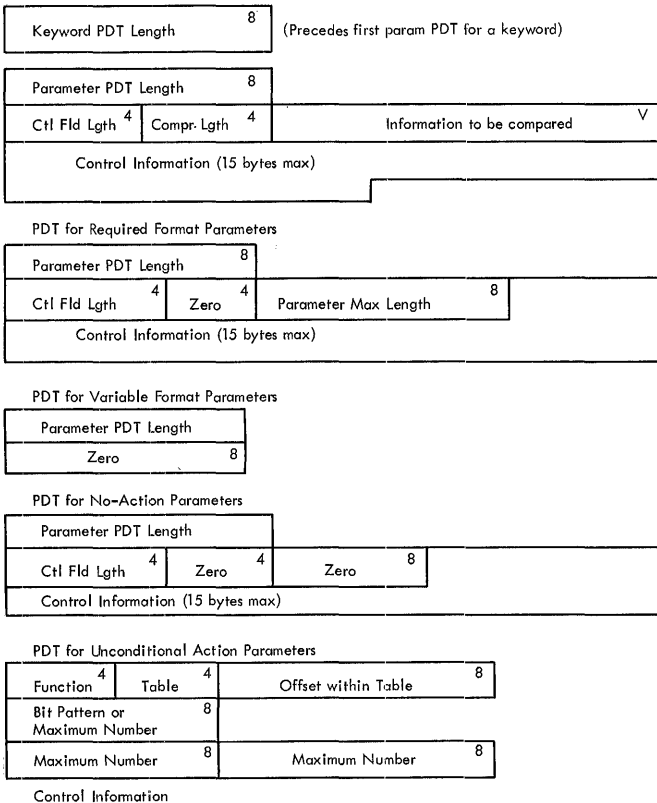 Keyword PDT Length 8 (Precedes first param PDT for a keyword)
Parameter PDT Length 8
Ctl Fld Lgth 4 Compr. Lgth 4 Information to be compared V
Control Information (15 bytes max)
PDT for Required Format Parameters
Parameter PDT Length 8
Ctl Fld Lgth 4 Zero 4 Parameter Max Length 8
Control Information (15 bytes max)
PDT for Variable Format Parameters
Parameter PDT Length
Zero 8
PDT for No-Action Parameters
Parameter PDT Length
Ctl Fld Lgth 4 Zero 4 Zero 8
Control Information (15 bytes max)
PDT for Unconditional Action Parameters
Function 4 Table 4 Offset within Table 8
Bit Pattern or 8
Maximum Number
Maximum Number 8 Maximum Number 8
Control Information